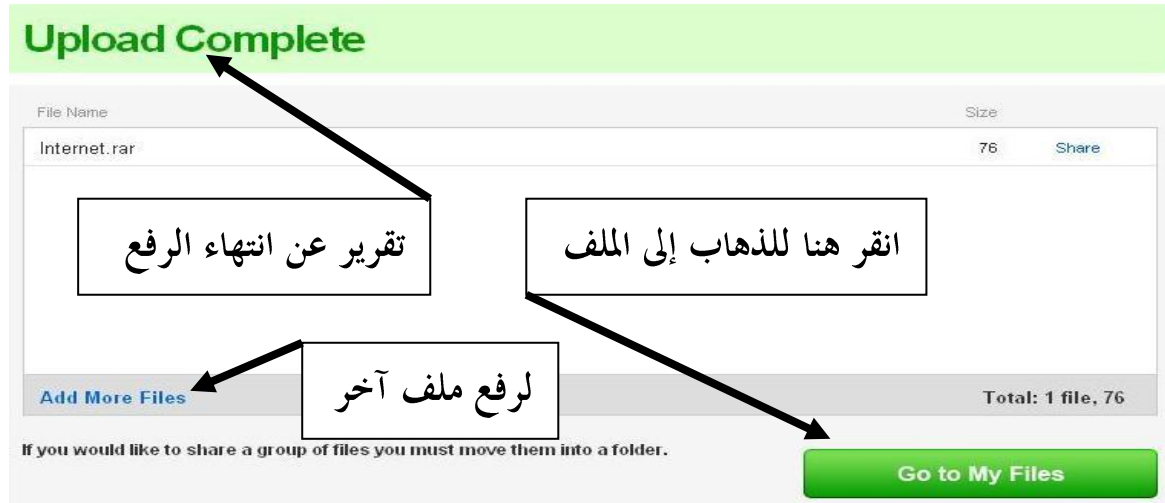 Upload Complete
File Name Size
Internet.rar 76 Share
تقرير عن انتهاء الرفع
انقر هنا للذهاب إلى الملف
لرفع ملف آخر
Add More Files Total: 1 file, 76
If you would like to share a group of files you must move them into a folder.
Go to My Files